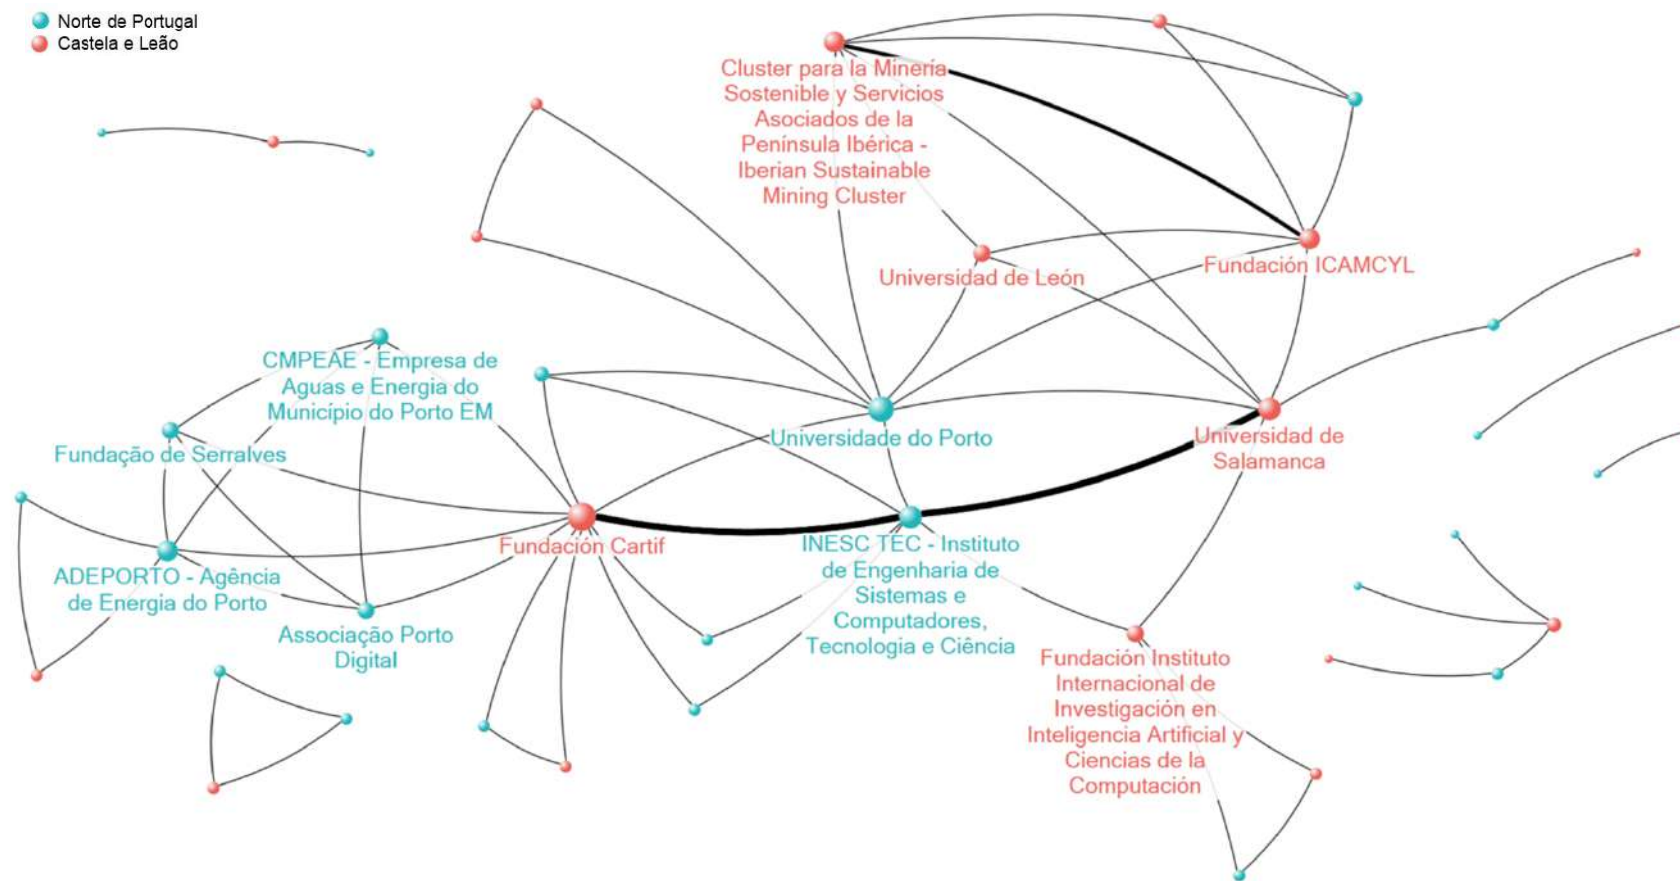 Norte de Portugal
Castela e Leão
Cluster para la Minería
Sostenible y Servicios
Asociados de la
Península Ibérica -
Iberian Sustainable
Mining Cluster
Universidad de León
Fundación ICAMCYL
CMPEAE - Empresa de
Aguas e Energia do
Município do Porto EM
Fundação de Serralves
Universidade do Porto
Universidad de
Salamanca
Fundación Cartif
INESC TEC - Instituto
de Engenharia de
Sistemas e
Computadores,
Tecnologia e Ciência
ADEPORTO - Agência
de Energia do Porto
Associação Porto
Digital
Fundación Instituto
Internacional de
Investigación en
Inteligencia Artificial y
Ciencias de la
Computación